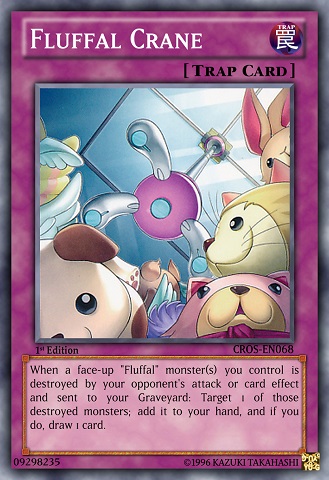 FLUFFAL CRANE
TRAP
罠
[TRAP CARD]
1st Edition
CROS-EN068
When a face-up "Fluffal" monster(s) you control is
destroyed by your opponent's attack or card effect
and sent to your Graveyard: Target 1 of those
destroyed monsters; add it to your hand, and if you
do, draw 1 card.
09298235
©1996 KAZUKI TAKAHASHI